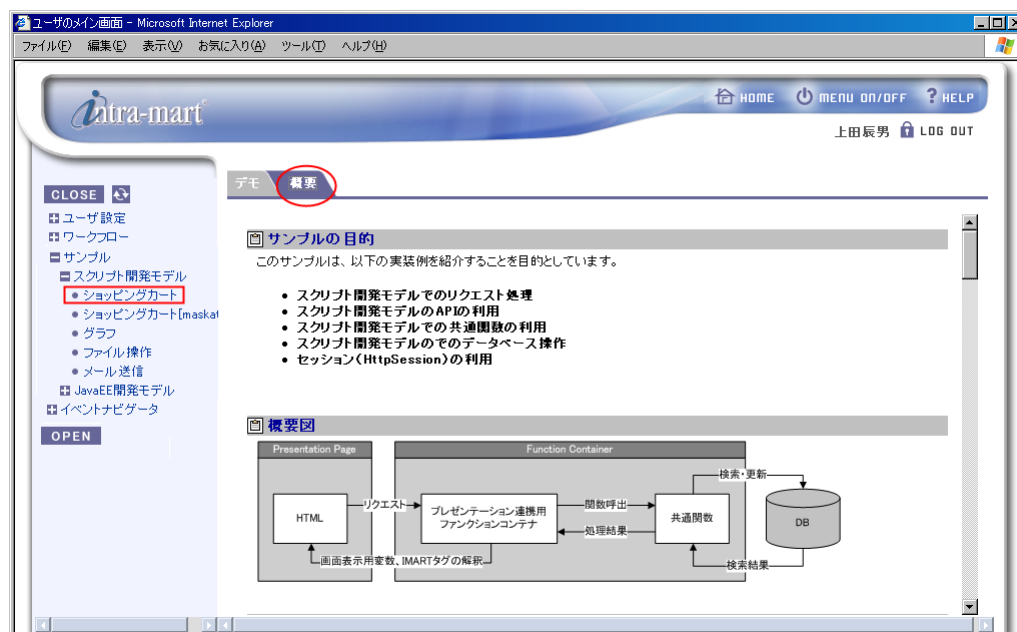 ユーザのメイン画面 - Microsoft Internet Explorer
ファイル(F) 編集(E) 表示(V) お気に入り(A) ツール(T) ヘルプ(H)
intra-mart
HOME MENU ON/OFF ? HELP
上田辰男 LOG OUT
デモ 概要
CLOSE
ユーザ設定
ワークフロー
サンプル
スクリプト開発モデル
ショッピングカート
ショッピングカート[maskat
グラフ
ファイル操作
メール送信
JavaEE開発モデル
イベントナビゲータ
OPEN
サンプルの目的
このサンプルは、以下の実装例を紹介することを目的としています。
• スクリプト開発モデルでのリクエスト処理
• スクリプト開発モデルのAPIの利用
• スクリプト開発モデルでの共通関数の利用
• スクリプト開発モデルのでのデータベース操作
• セッション(HttpSession)の利用
概要図
Presentation Page
Function Container
検索・更新
HTML
リクエスト
プレゼンテーション連携用
ファンクションコンテナ
関数呼出
処理結果
共通関数
DB
画面表示用変数、IMARTタグの解釈
検索結果